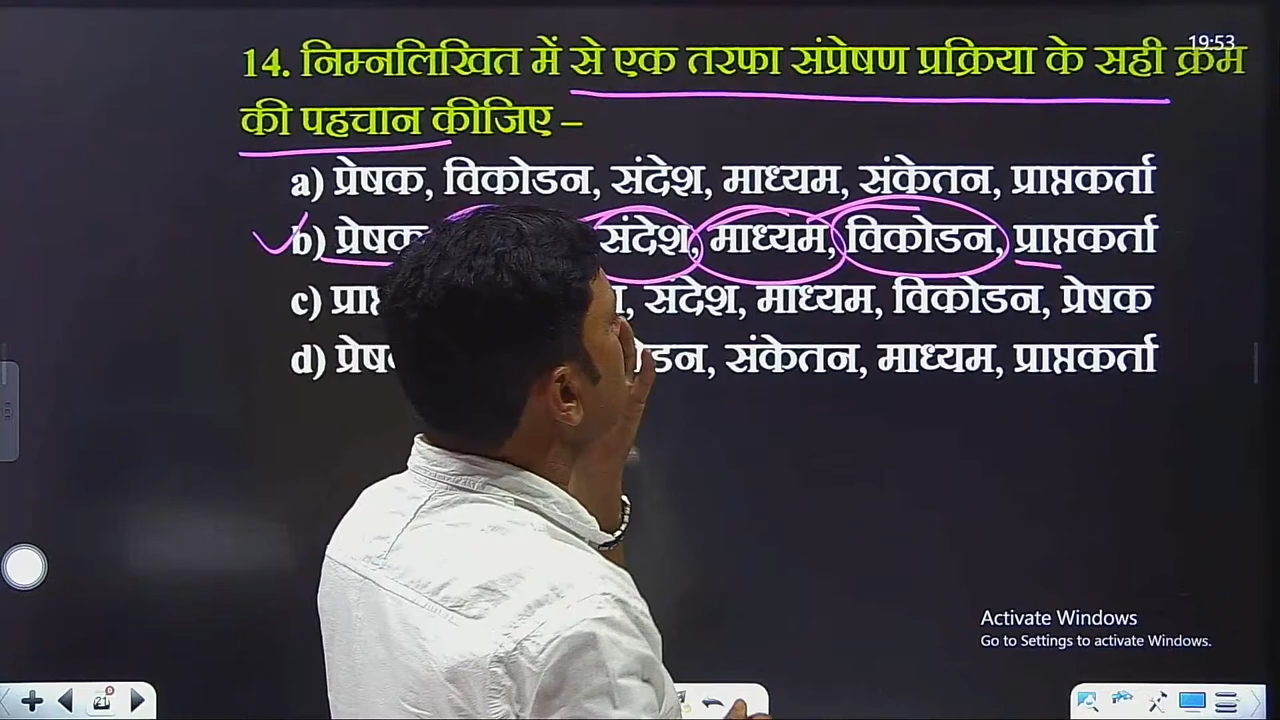 19:53
14. निम्नलिखित में से एक तरफा संप्रेषण प्रक्रिया के सही क्रम
की पहचान कीजिए –
a) प्रेषक, विकोडन, संदेश, माध्यम, संकेतन, प्राप्तकर्ता
b) प्रेषक संदेश, माध्यम, विकोडन, प्राप्तकर्ता
c) संदेश, माध्यम, विकोडन, प्रेषक
d) संकेतन, माध्यम, प्राप्तकर्ता
Activate Windows
Go to Settings to activate Windows.
21